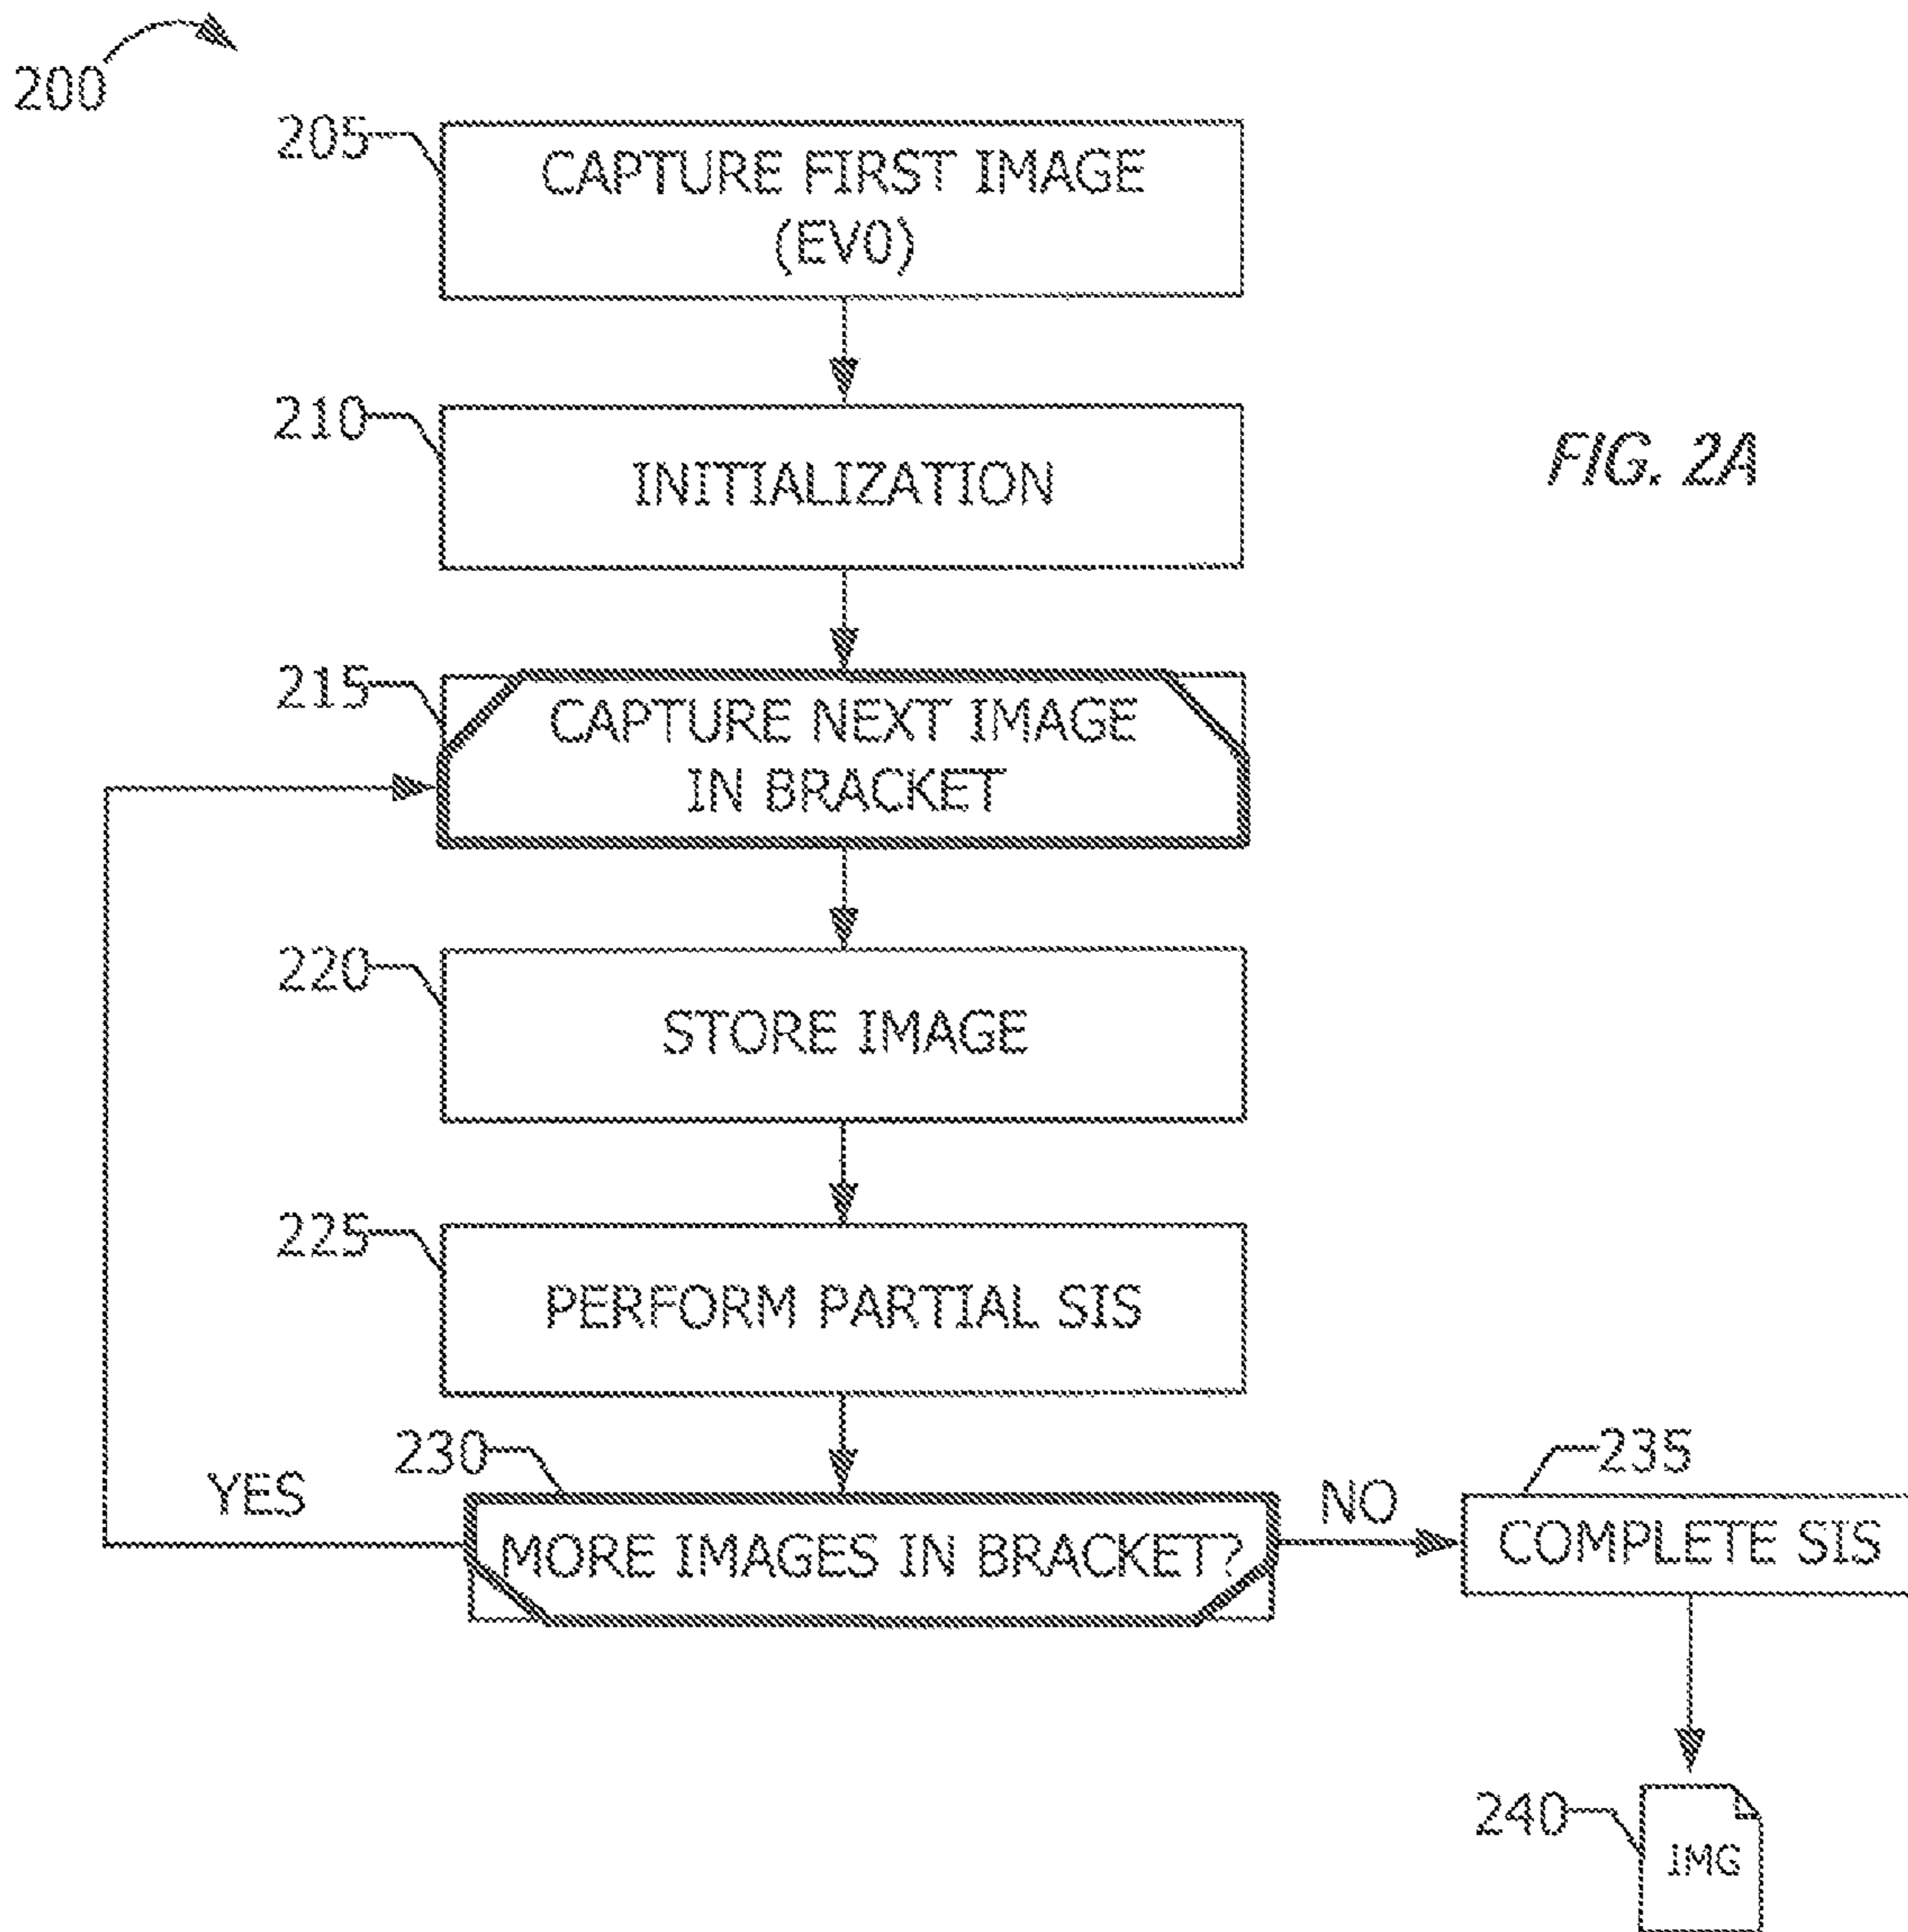 200
205
CAPTURE FIRST IMAGE
(EV0)
210
INITIALIZATION
FIG. 2A
215
CAPTURE NEXT IMAGE
IN BRACKET
220
STORE IMAGE
225
PERFORM PARTIAL SIS
230
YES
MORE IMAGES IN BRACKET?
NO
235
COMPLETE SIS
240
IMG